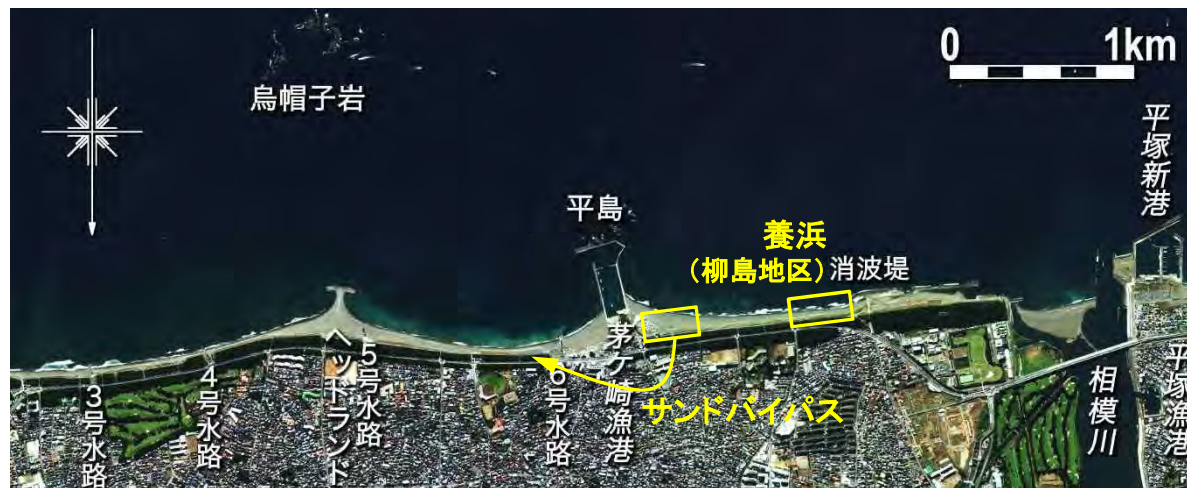 0 1km
烏帽子岩
平塚新港
平島
養浜
(柳島地区)
消波堤
3号水路
4号水路
ヘッドランド
5号水路
6号水路
茅ケ崎漁港
サンドバイパス
相模川
平塚漁港